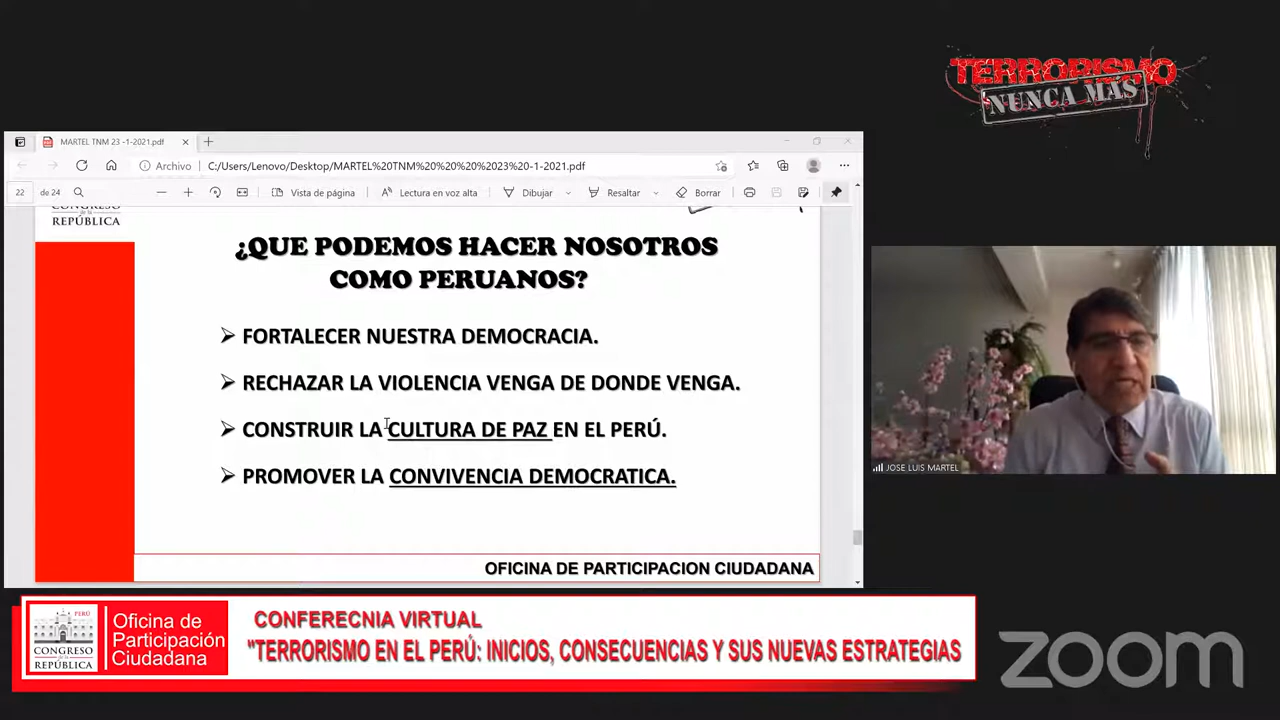 TERRORISMO
NUNCA MÁS
MARTEL TNM 23 -1-2021.pdf
Archivo
C:/Users/Lenovo/Desktop/MARTEL%20TNM%20%20%20%2023%20-1-2021.pdf
22
de 24
Vista de página
Lectura en voz alta
Dibujar
Resaltar
Borrar
CONGRESO
de la
REPÚBLICA
¿QUE PODEMOS HACER NOSOTROS
COMO PERUANOS?
FORTALECER NUESTRA DEMOCRACIA.
RECHAZAR LA VIOLENCIA VENGA DE DONDE VENGA.
CONSTRUIR LA CULTURA DE PAZ EN EL PERÚ.
PROMOVER LA CONVIVENCIA DEMOCRATICA.
OFICINA DE PARTICIPACION CIUDADANA
JOSE LUIS MARTEL
PERÚ
CONGRESO
de la
REPÚBLICA
Oficina de
Participación
Ciudadana
CONFERECNIA VIRTUAL
"TERRORISMO EN EL PERÚ: INICIOS, CONSECUENCIAS Y SUS NUEVAS ESTRATEGIAS
zoom